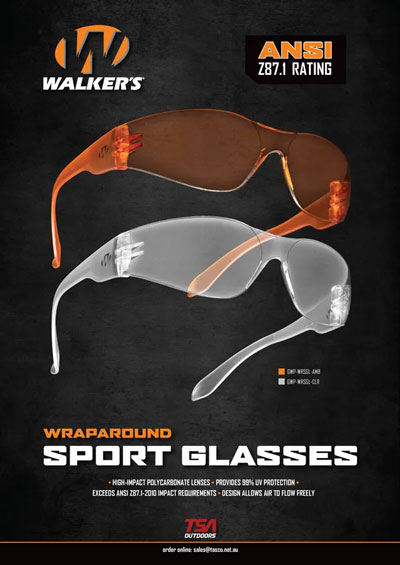 WALKER'S
ANSI
Z87.1 RATING
GWP-WRSGL-AMB
GWP-WRSGL-CLR
WRAPAROUND
SPORT GLASSES
• HIGH-IMPACT POLYCARBONATE LENSES • PROVIDES 99% UV PROTECTION •
EXCEEDS ANSI Z87.1-2010 IMPACT REQUIREMENTS • DESIGN ALLOWS AIR TO FLOW FREELY
TSA
OUTDOORS
order online: sales@tasco.net.au